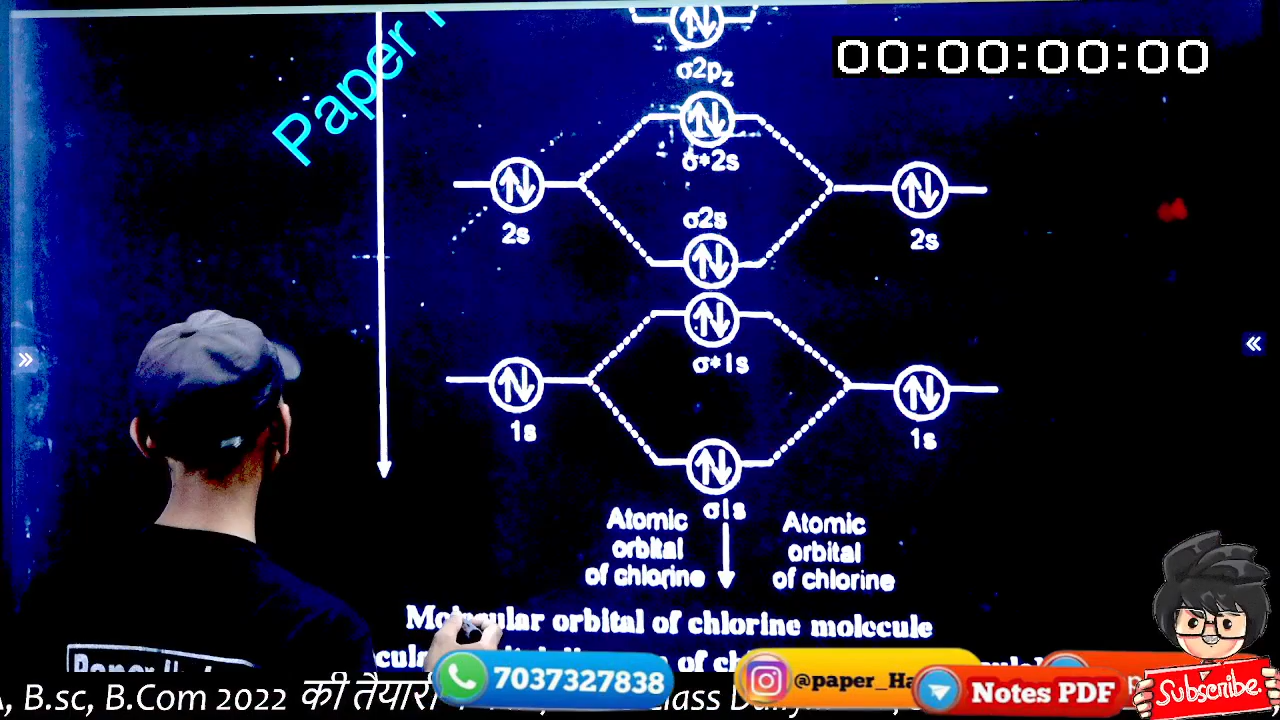 Paper
00:00:00:00:00
σ2pz
σ*2s
2s
σ2s
2s
σ*1s
1s
1s
σ1s
Atomic orbital of chlorine
Atomic orbital of chlorine
Molecular orbital of chlorine molecule
7037327838
@paper_Ha
Notes PDF
Subscribe.
B.sc, B.Com 2022 की तैयारी